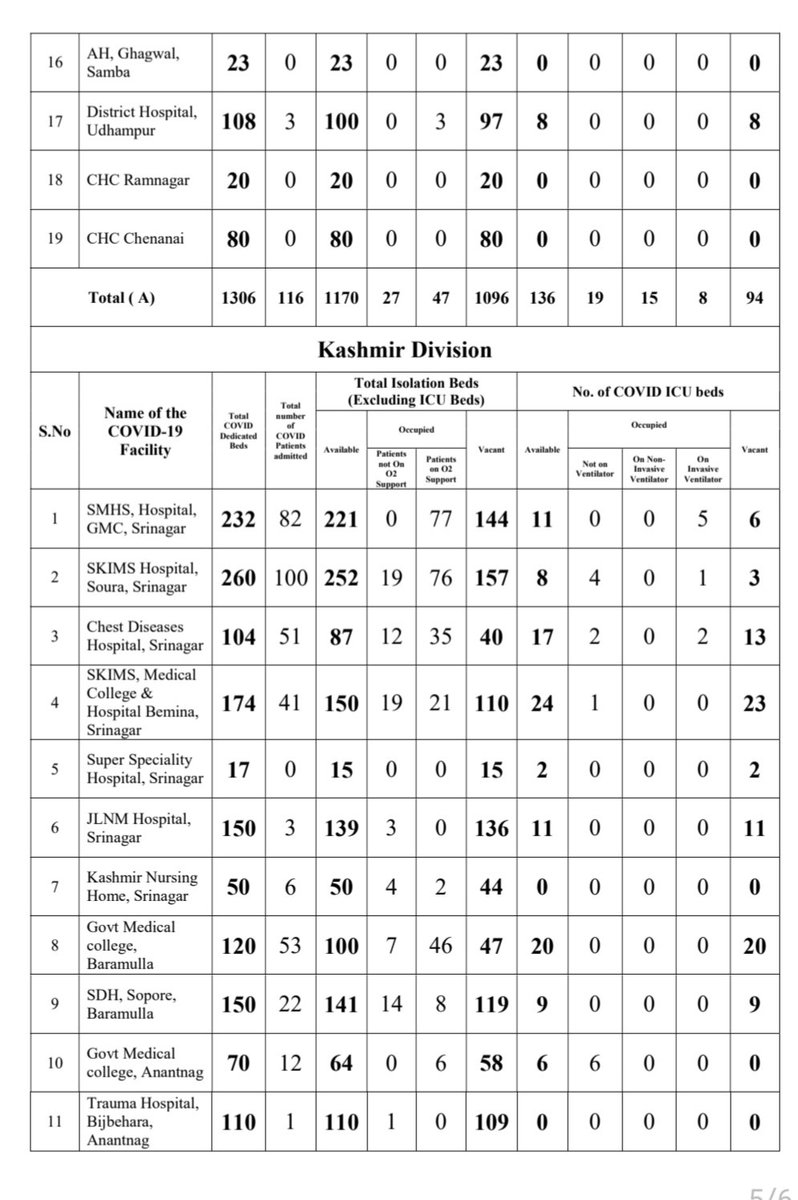 16 AH, Ghagwal, Samba 23 0 23 0 0 23 0 0 0 0 0
17 District Hospital, Udhampur 108 3 100 0 3 97 8 0 0 0 8
18 CHC Ramnagar 20 0 20 0 0 20 0 0 0 0 0
19 CHC Chenanai 80 0 80 0 0 80 0 0 0 0 0
Total ( A) 1306 116 1170 27 47 1096 136 19 15 8 94
Kashmir Division
S.No
Name of the COVID-19 Facility
Total COVID Dedicated Beds
Total number of COVID Patients admitted
Total Isolation Beds (Excluding ICU Beds)
Available
Occupied
Patients not On O2 Support
Patients on O2 Support
Vacant
No. of COVID ICU beds
Available
Occupied
Not on Ventilator
On Non-Invasive Ventilator
On Invasive Ventilator
Vacant
1 SMHS, Hospital, GMC, Srinagar 232 82 221 0 77 144 11 0 0 5 6
2 SKIMS Hospital, Soura, Srinagar 260 100 252 19 76 157 8 4 0 1 3
3 Chest Diseases Hospital, Srinagar 104 51 87 12 35 40 17 2 0 2 13
4 SKIMS, Medical College & Hospital Bemina, Srinagar 174 41 150 19 21 110 24 1 0 0 23
5 Super Speciality Hospital, Srinagar 17 0 15 0 0 15 2 0 0 0 2
6 JLNM Hospital, Srinagar 150 3 139 3 0 136 11 0 0 0 11
7 Kashmir Nursing Home, Srinagar 50 6 50 4 2 44 0 0 0 0 0
8 Govt Medical college, Baramulla 120 53 100 7 46 47 20 0 0 0 20
9 SDH, Sopore, Baramulla 150 22 141 14 8 119 9 0 0 0 9
10 Govt Medical college, Anantnag 70 12 64 0 6 58 6 6 0 0 0
11 Trauma Hospital, Bijbehara, Anantnag 110 1 110 1 0 109 0 0 0 0 0
5/6